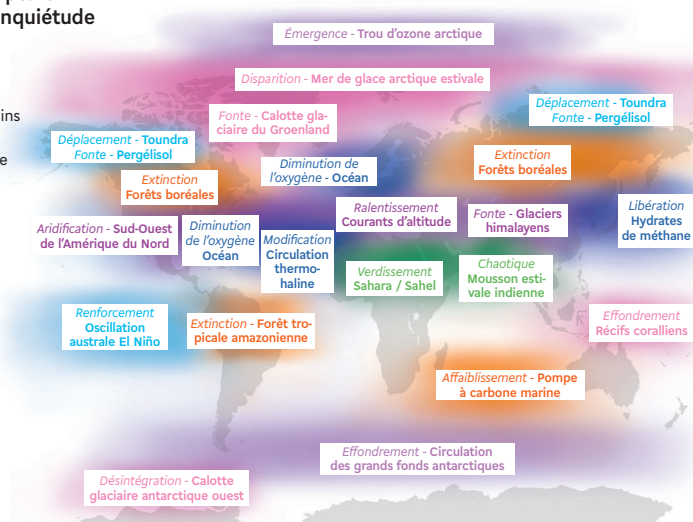 nquiétude
ins
e
Émergence - Trou d'ozone arctique
Disparition - Mer de glace arctique estivale
Déplacement - Toundra
Fonte - Pergélisol
Fonte - Calotte gla-
ciaire du Groenland
Déplacement - Toundra
Fonte - Pergélisol
Diminution de
l'oxygène - Océan
Extinction
Forêts boréales
Extinction
Forêts boréales
Ralentissement
Courants d'altitude
Fonte - Glaciers
himalayens
Libération
Hydrates
de méthane
Aridification - Sud-Ouest
de l'Amérique du Nord
Diminution
de l'oxygène
Océan
Modification
Circulation
thermo-
haline
Verdissement
Sahara / Sahel
Chaotique
Mousson esti-
vale indienne
Renforcement
Oscillation
australe El Niño
Extinction - Forêt tro-
picale amazonienne
Effondrement
Récifs coralliens
Affaiblissement - Pompe
à carbone marine
Effondrement - Circulation
des grands fonds antarctiques
Désintégration - Calotte
glaciaire antarctique ouest